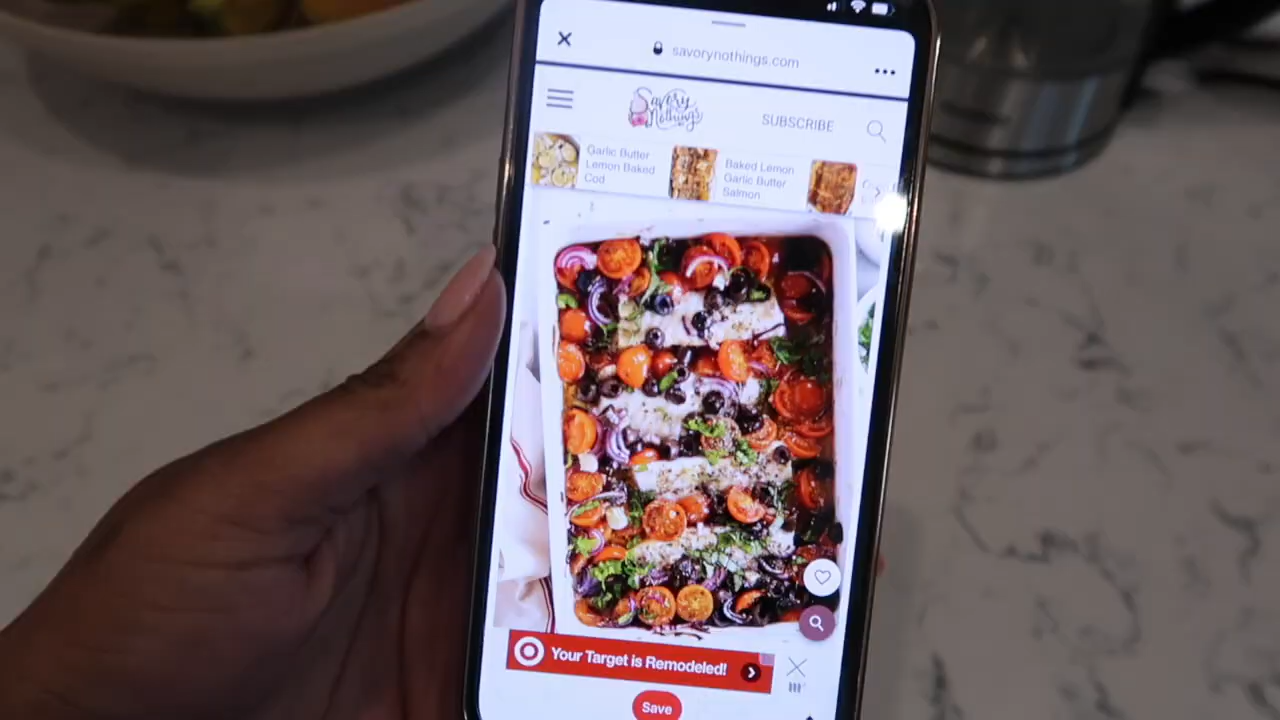 savorynothings.com
Savory Nothings
SUBSCRIBE
Garlic Butter
Lemon Baked
Cod
Baked Lemon
Garlic Butter
Salmon
Your Target is Remodeled!
Save